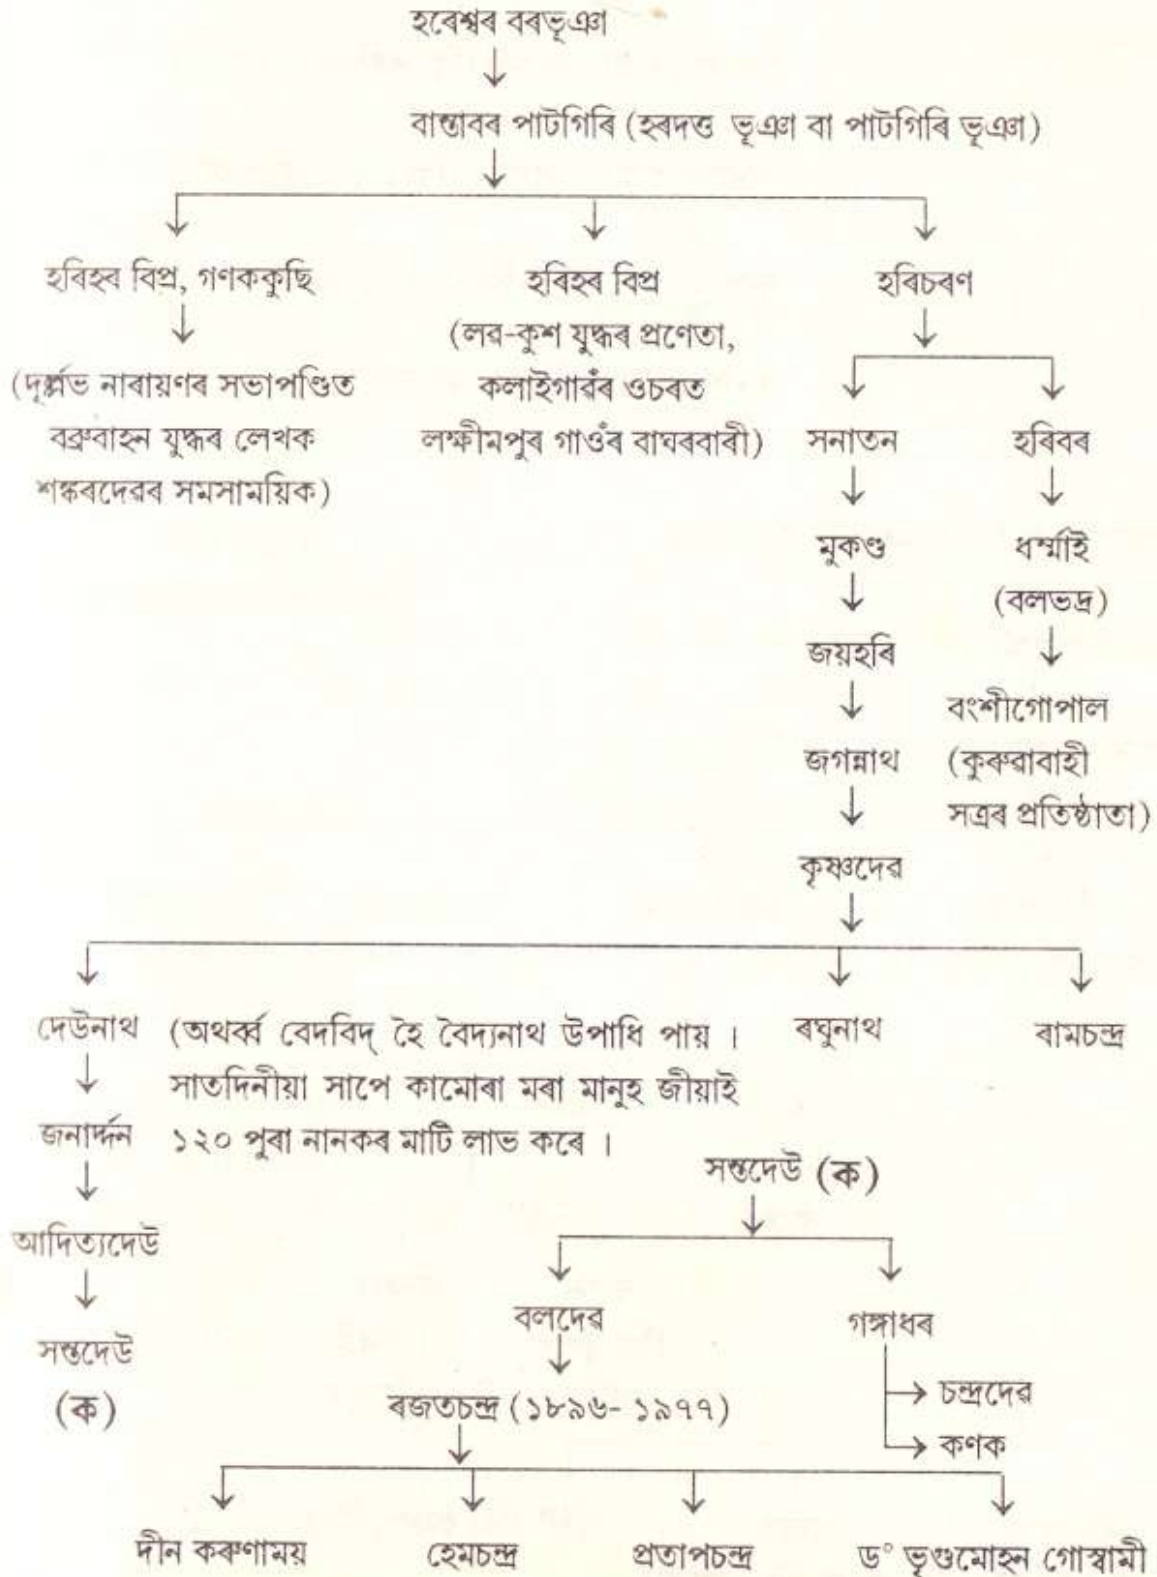 হৰেশ্বৰ বৰভূঞা
বাস্তাবৰ পাটগিৰি (হৰদত্ত ভূঞা বা পাটগিৰি ভূঞা)
হৰিহৰ বিপ্ৰ, গণককুছি
হৰিহৰ বিপ্ৰ
হৰিচৰণ
(দূৰ্ল্লভ নাৰায়ণৰ সভাপণ্ডিত
বব্ৰুবাহন যুদ্ধৰ লেখক
শঙ্কৰদেৱৰ সমসাময়িক)
(লৱ-কুশ যুদ্ধৰ প্ৰণেতা,
কলাইগাৱঁৰ ওচৰত
লক্ষীমপুৰ গাওঁৰ বাঘৰবাৰী)
সনাতন
হৰিবৰ
মুকণ্ড
ধৰ্ম্মাই
(বলভদ্ৰ)
জয়হৰি
বংশীগোপাল
জগন্নাথ
(কুৰুৱাবাহী
সত্ৰৰ প্ৰতিষ্ঠাতা)
কৃষ্ণদেৱ
দেউনাথ
(অথৰ্ব্ব বেদবিদ্ হৈ বৈদ্যনাথ উপাধি পায় ।
সাতদিনীয়া সাপে কামোৰা মৰা মানুহ জীয়াই
১২০ পুৰা নানকৰ মাটি লাভ কৰে ।
ৰঘুনাথ
ৰামচন্দ্ৰ
জনাৰ্দ্দন
আদিত্যদেউ
সন্তদেউ
(ক)
সন্তদেউ (ক)
বলদেৱ
গঙ্গাধৰ
ৰজতচন্দ্ৰ (১৮৯৬- ১৯৭৭)
চন্দ্ৰদেৱ
কণক
দীন কৰুণাময়
হেমচন্দ্ৰ
প্ৰতাপচন্দ্ৰ
ড° ভৃগুমোহন গোস্বামী